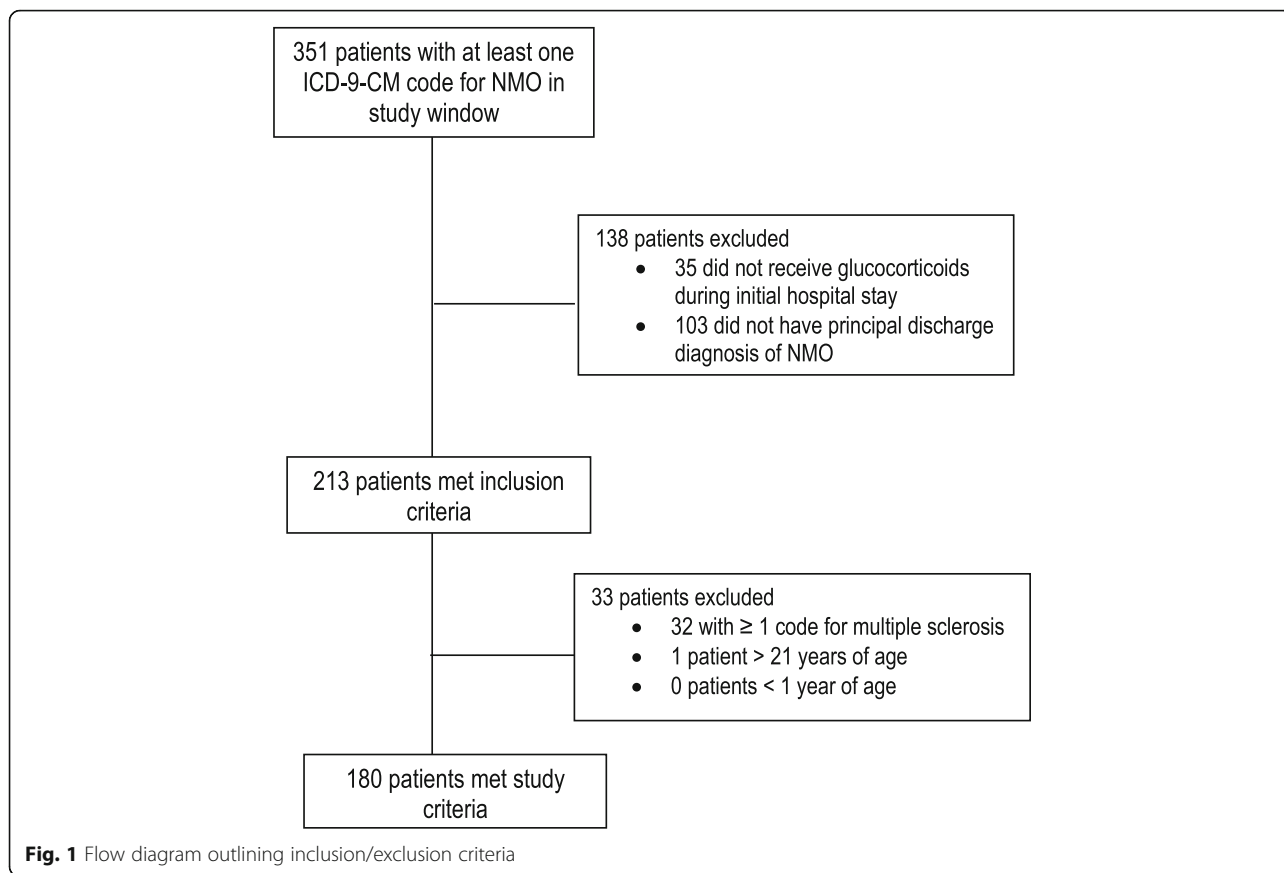 351 patients with at least one
ICD-9-CM code for NMO in
study window
138 patients excluded
• 35 did not receive glucocorticoids
during initial hospital stay
• 103 did not have principal discharge
diagnosis of NMO
213 patients met inclusion
criteria
33 patients excluded
• 32 with ≥ 1 code for multiple sclerosis
• 1 patient > 21 years of age
• 0 patients < 1 year of age
180 patients met study
criteria
Fig. 1 Flow diagram outlining inclusion/exclusion criteria